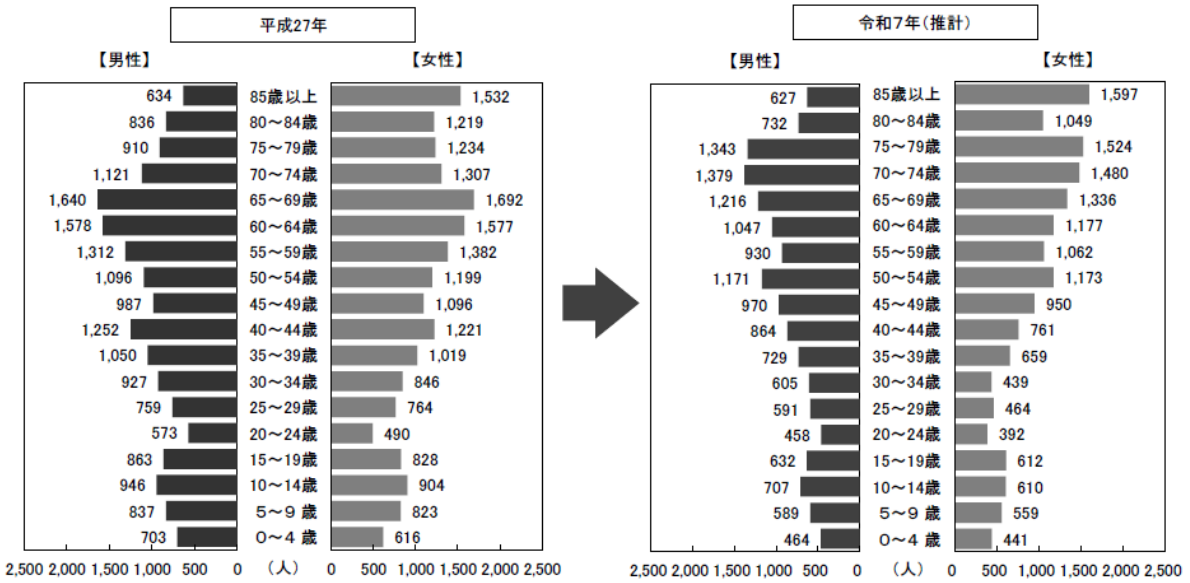 平成27年
【男性】 【女性】
634 85歳以上 1,532
836 80～84歳 1,219
910 75～79歳 1,234
1,121 70～74歳 1,307
1,640 65～69歳 1,692
1,578 60～64歳 1,577
1,312 55～59歳 1,382
1,096 50～54歳 1,199
987 45～49歳 1,096
1,252 40～44歳 1,221
1,050 35～39歳 1,019
927 30～34歳 846
759 25～29歳 764
573 20～24歳 490
863 15～19歳 828
946 10～14歳 904
837 5～9 歳 823
703 0～4 歳 616
2,500 2,000 1,500 1,000 500 0 （人） 0 500 1,000 1,500 2,000 2,500
令和7年(推計)
【男性】 【女性】
627 85歳以上 1,597
732 80～84歳 1,049
1,343 75～79歳 1,524
1,379 70～74歳 1,480
1,216 65～69歳 1,336
1,047 60～64歳 1,177
930 55～59歳 1,062
1,171 50～54歳 1,173
970 45～49歳 950
864 40～44歳 761
729 35～39歳 659
605 30～34歳 439
591 25～29歳 464
458 20～24歳 392
632 15～19歳 612
707 10～14歳 610
589 5～9 歳 559
464 0～4 歳 441
2,500 2,000 1,500 1,000 500 0 （人） 0 500 1,000 1,500 2,000 2,500